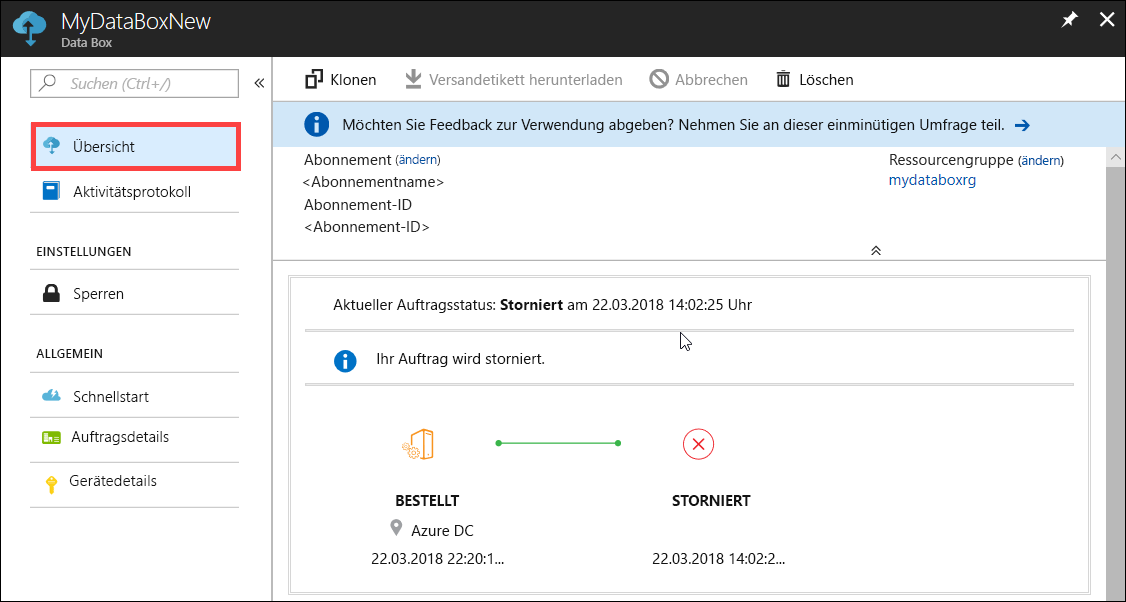 MyDataBoxNew
Data Box
Suchen (Ctrl+/)
«
Übersicht
Aktivitätsprotokoll
EINSTELLUNGEN
Sperren
ALLGEMEIN
Schnellstart
Auftragsdetails
Gerätedetails
Klonen
Versandetikett herunterladen
Abbrechen
Löschen
Möchten Sie Feedback zur Verwendung abgeben? Nehmen Sie an dieser einminütigen Umfrage teil. →
Abonnement (ändern)
<Abonnementname>
Abonnement-ID
<Abonnement-ID>
Ressourcengruppe (ändern)
mydataboxrg
Aktueller Auftragsstatus: Storniert am 22.03.2018 14:02:25 Uhr
Ihr Auftrag wird storniert.
BESTELLT
Azure DC
22.03.2018 22:20:1...
STORNIERT
22.03.2018 14:02:2...